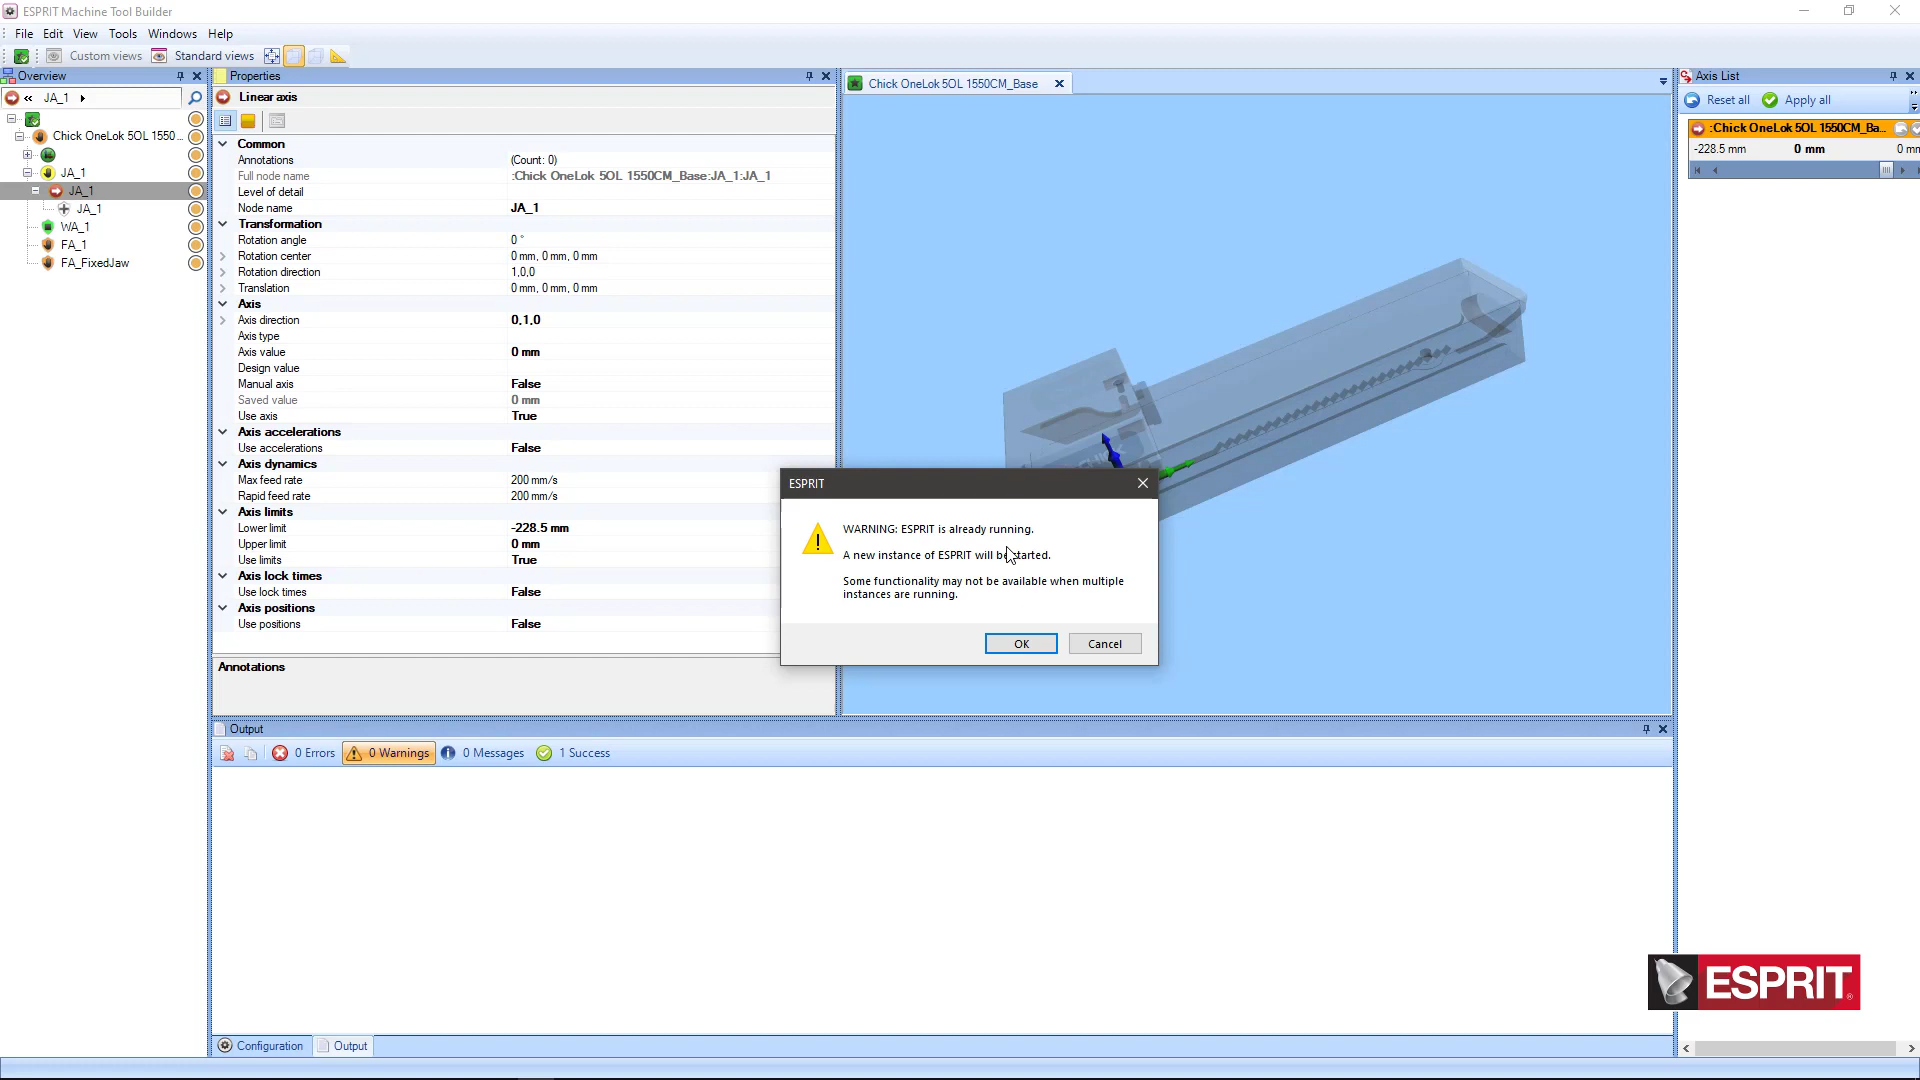 ESPRIT Machine Tool Builder
File Edit View Tools Windows Help
Custom views Standard views
Overview
« JA_1
Chick OneLok 5OL 1550...
JA_1
JA_1
JA_1
WA_1
FA_1
FA_FixedJaw
Properties
Linear axis
Common
Annotations (Count: 0)
Full node name :Chick OneLok 5OL 1550CM_Base:JA_1:JA_1
Level of detail
Node name JA_1
Transformation
Rotation angle 0 °
Rotation center 0 mm, 0 mm, 0 mm
Rotation direction 1,0,0
Translation 0 mm, 0 mm, 0 mm
Axis
Axis direction 0,1,0
Axis type
Axis value 0 mm
Design value
Manual axis False
Saved value 0 mm
Use axis True
Axis accelerations
Use accelerations False
Axis dynamics
Max feed rate 200 mm/s
Rapid feed rate 200 mm/s
Axis limits
Lower limit -228.5 mm
Upper limit 0 mm
Use limits True
Axis lock times
Use lock times False
Axis positions
Use positions False
Annotations
Chick OneLok 5OL 1550CM_Base
ESPRIT
WARNING: ESPRIT is already running.
A new instance of ESPRIT will be started.
Some functionality may not be available when multiple
instances are running.
OK Cancel
Axis List
Reset all Apply all
:Chick OneLok 5OL 1550CM_Ba...
-228.5 mm 0 mm 0 mm
Output
0 Errors 0 Warnings 0 Messages 1 Success
Configuration Output
ESPRIT